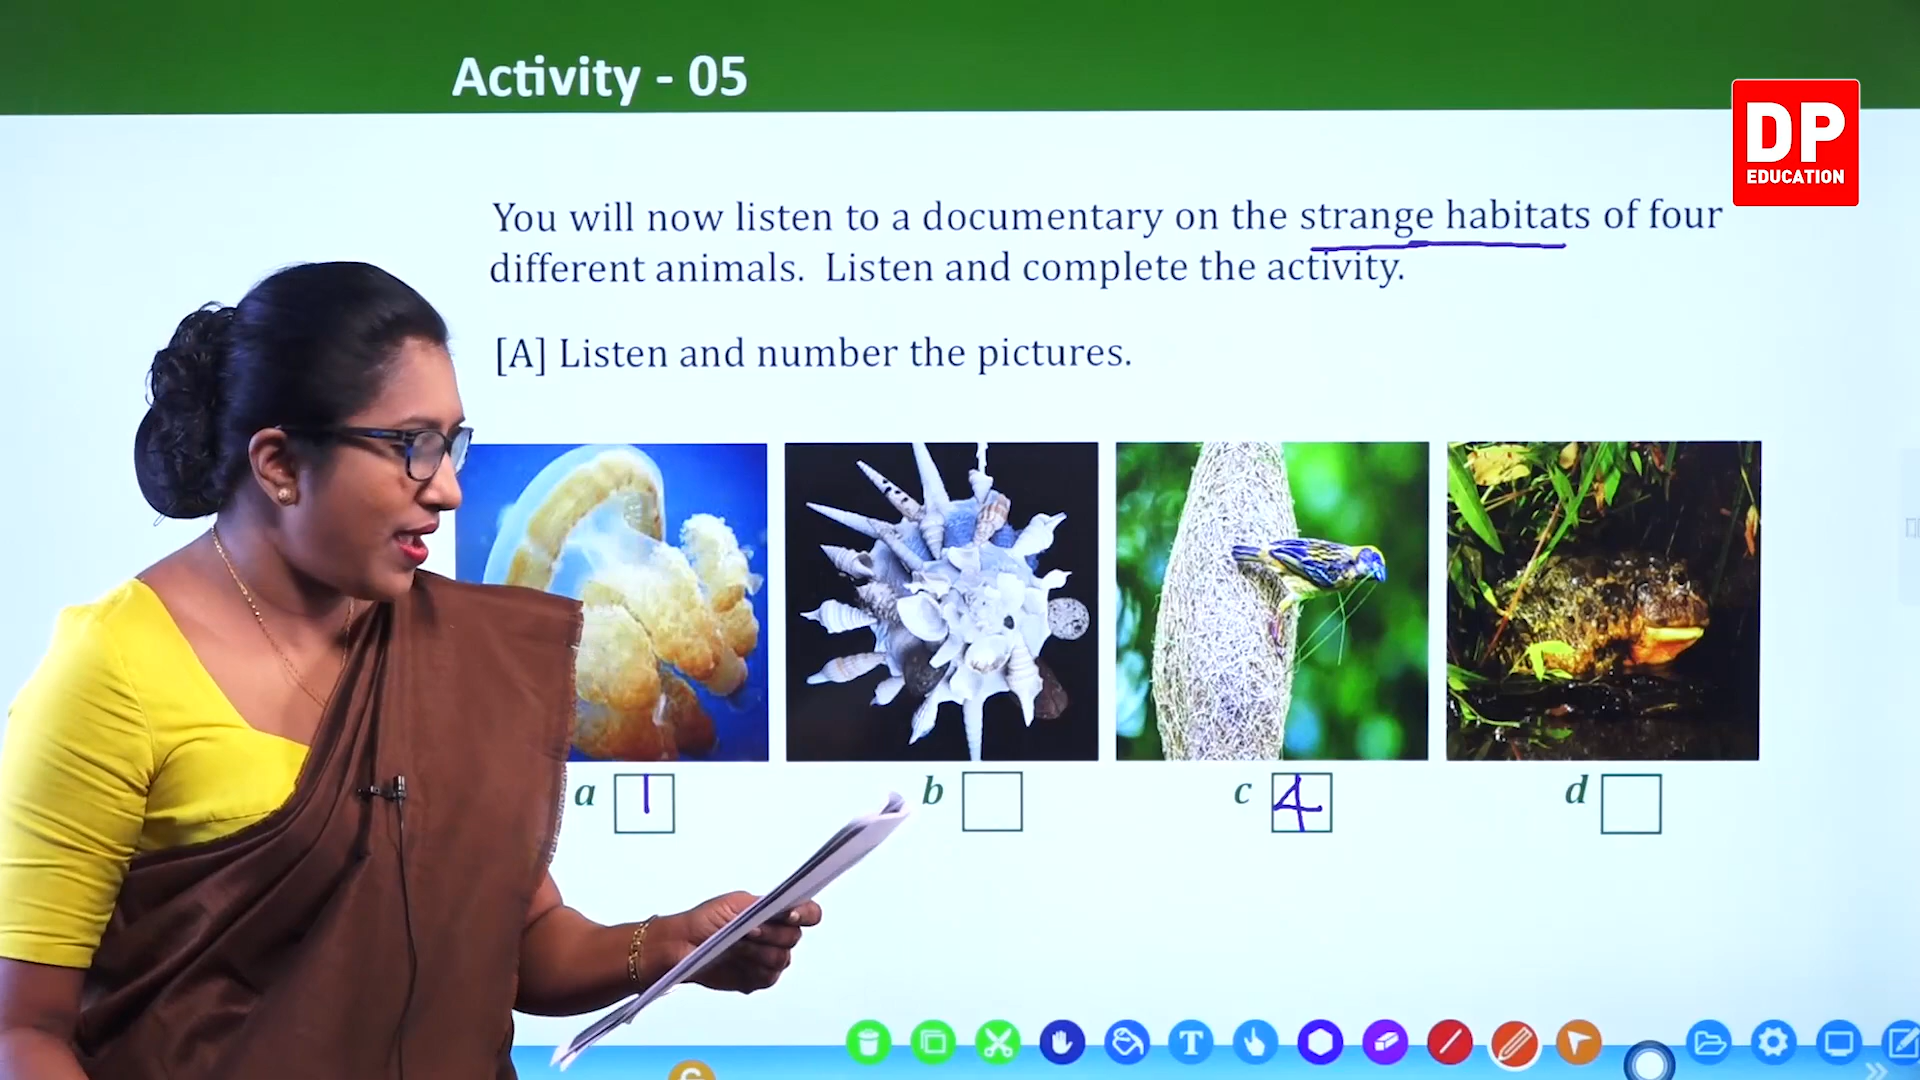 Activity - 05
DP
EDUCATION
You will now listen to a documentary on the strange habitats of four
different animals. Listen and complete the activity.
[A] Listen and number the pictures.
a 1
b
c 4
d
T